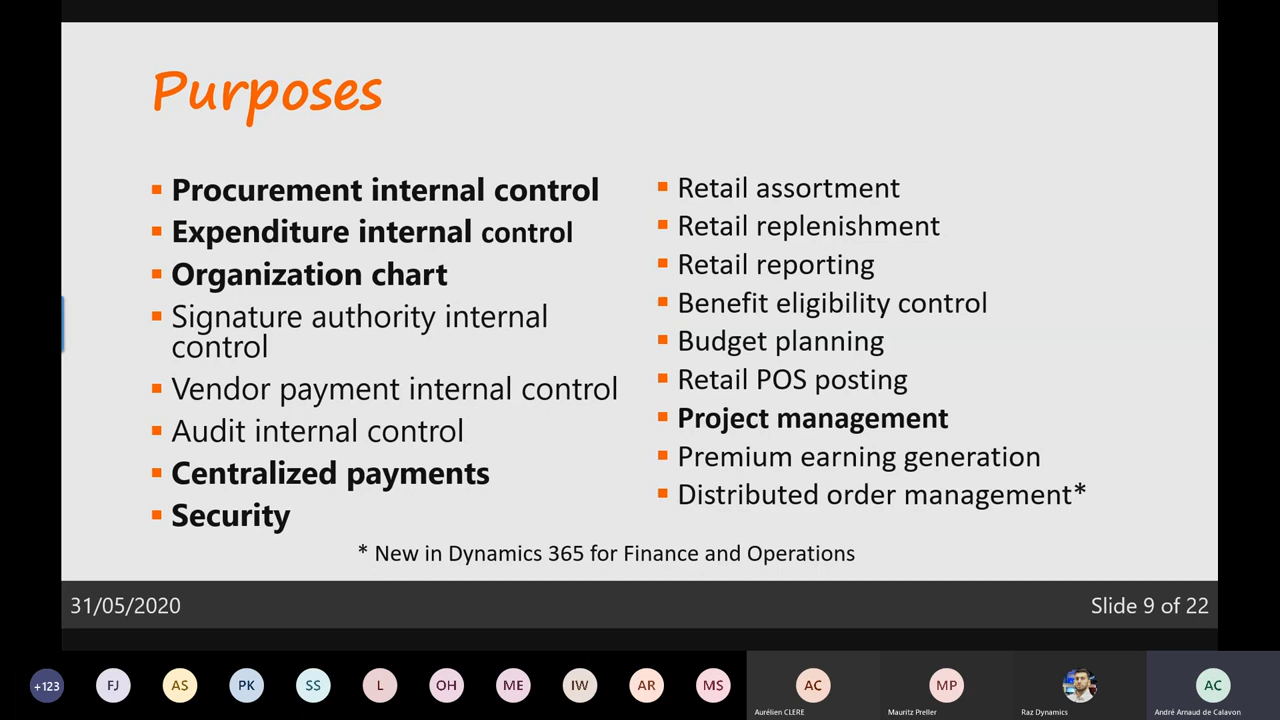 Purposes
Procurement internal control
Expenditure internal control
Organization chart
Signature authority internal
control
Vendor payment internal control
Audit internal control
Centralized payments
Security
Retail assortment
Retail replenishment
Retail reporting
Benefit eligibility control
Budget planning
Retail POS posting
Project management
Premium earning generation
Distributed order management*
* New in Dynamics 365 for Finance and Operations
31/05/2020
Slide 9 of 22
+123
FJ
AS
PK
SS
L
OH
ME
IW
AR
MS
AC
Aurélien CLERE
MP
Mauritz Preller
Raz Dynamics
AC
André Arnaud de Calavon